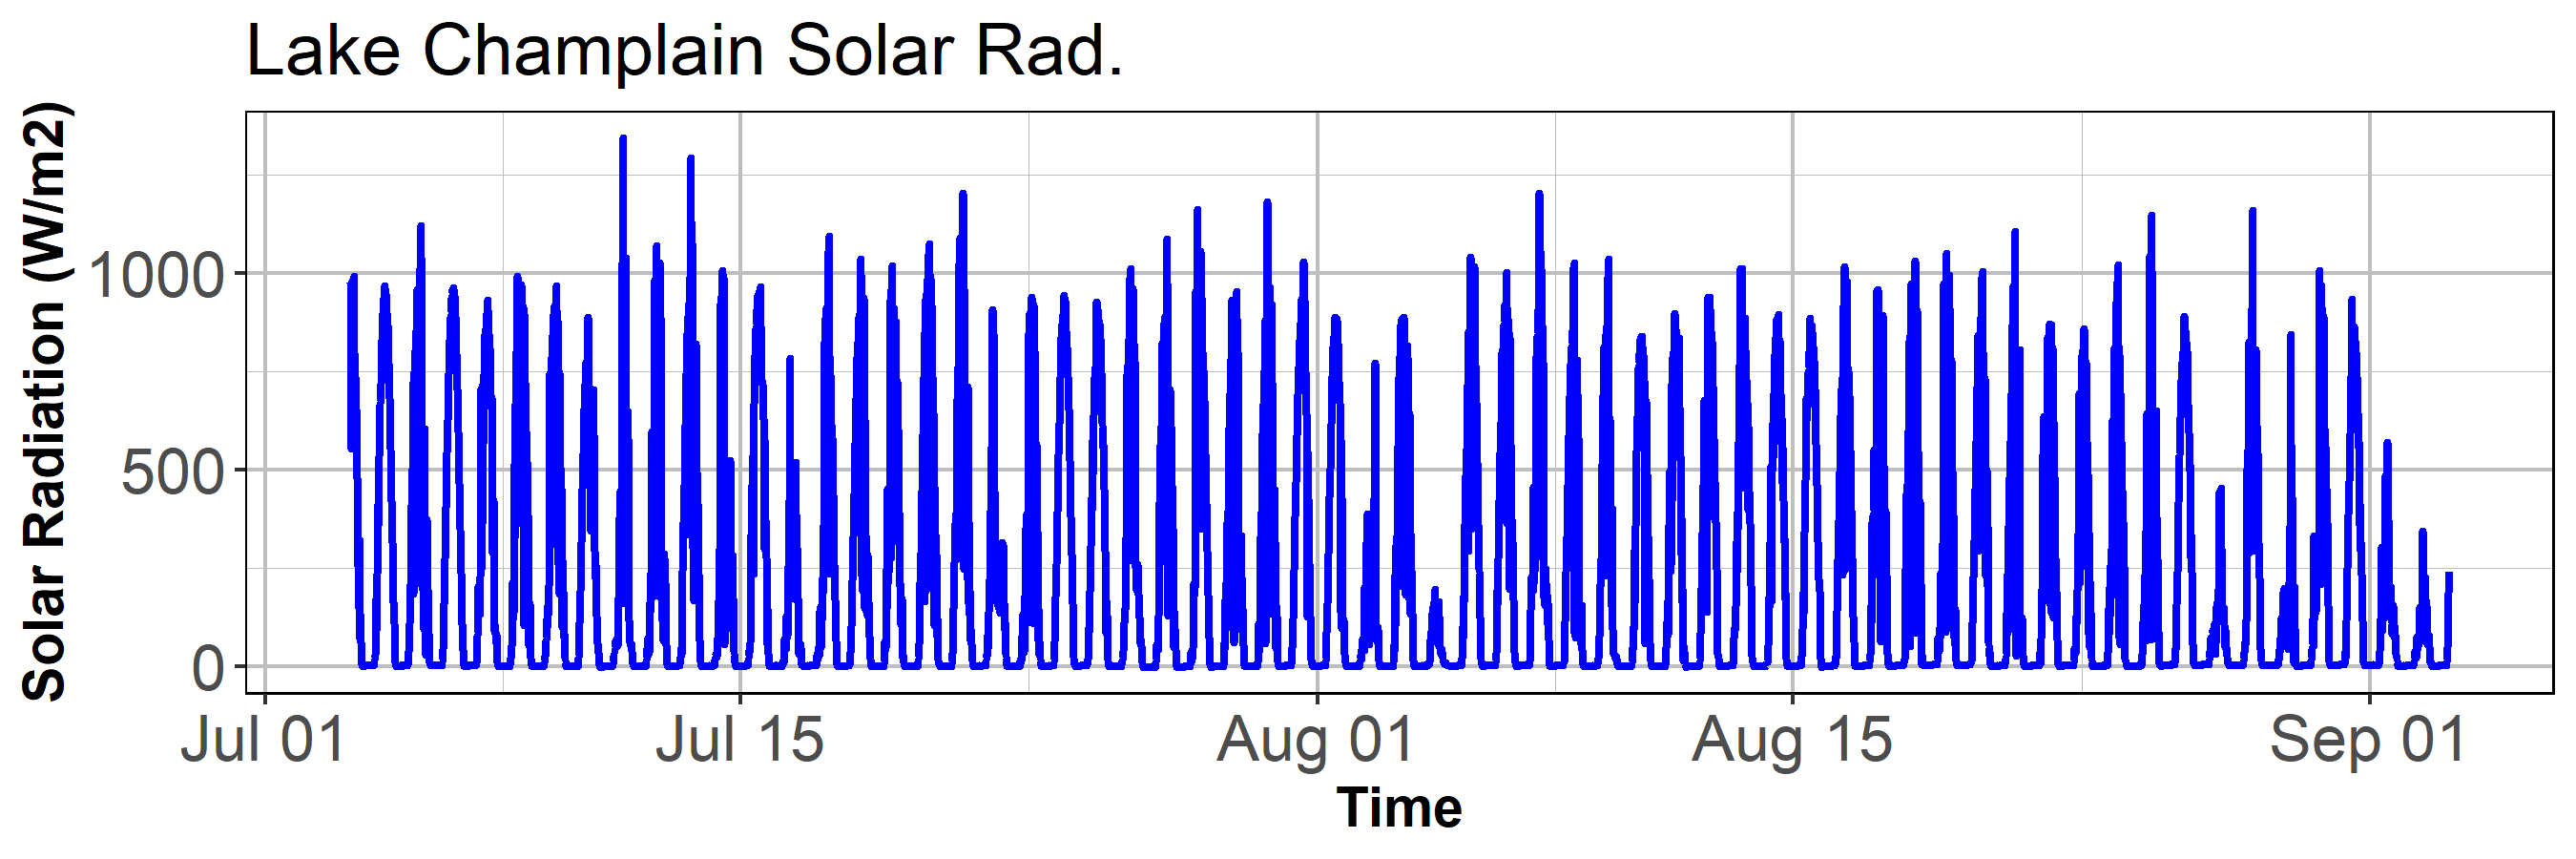 Lake Champlain Solar Rad.
Solar Radiation (W/m2)
1000
500
0
Jul 01 Jul 15 Aug 01 Aug 15 Sep 01
Time